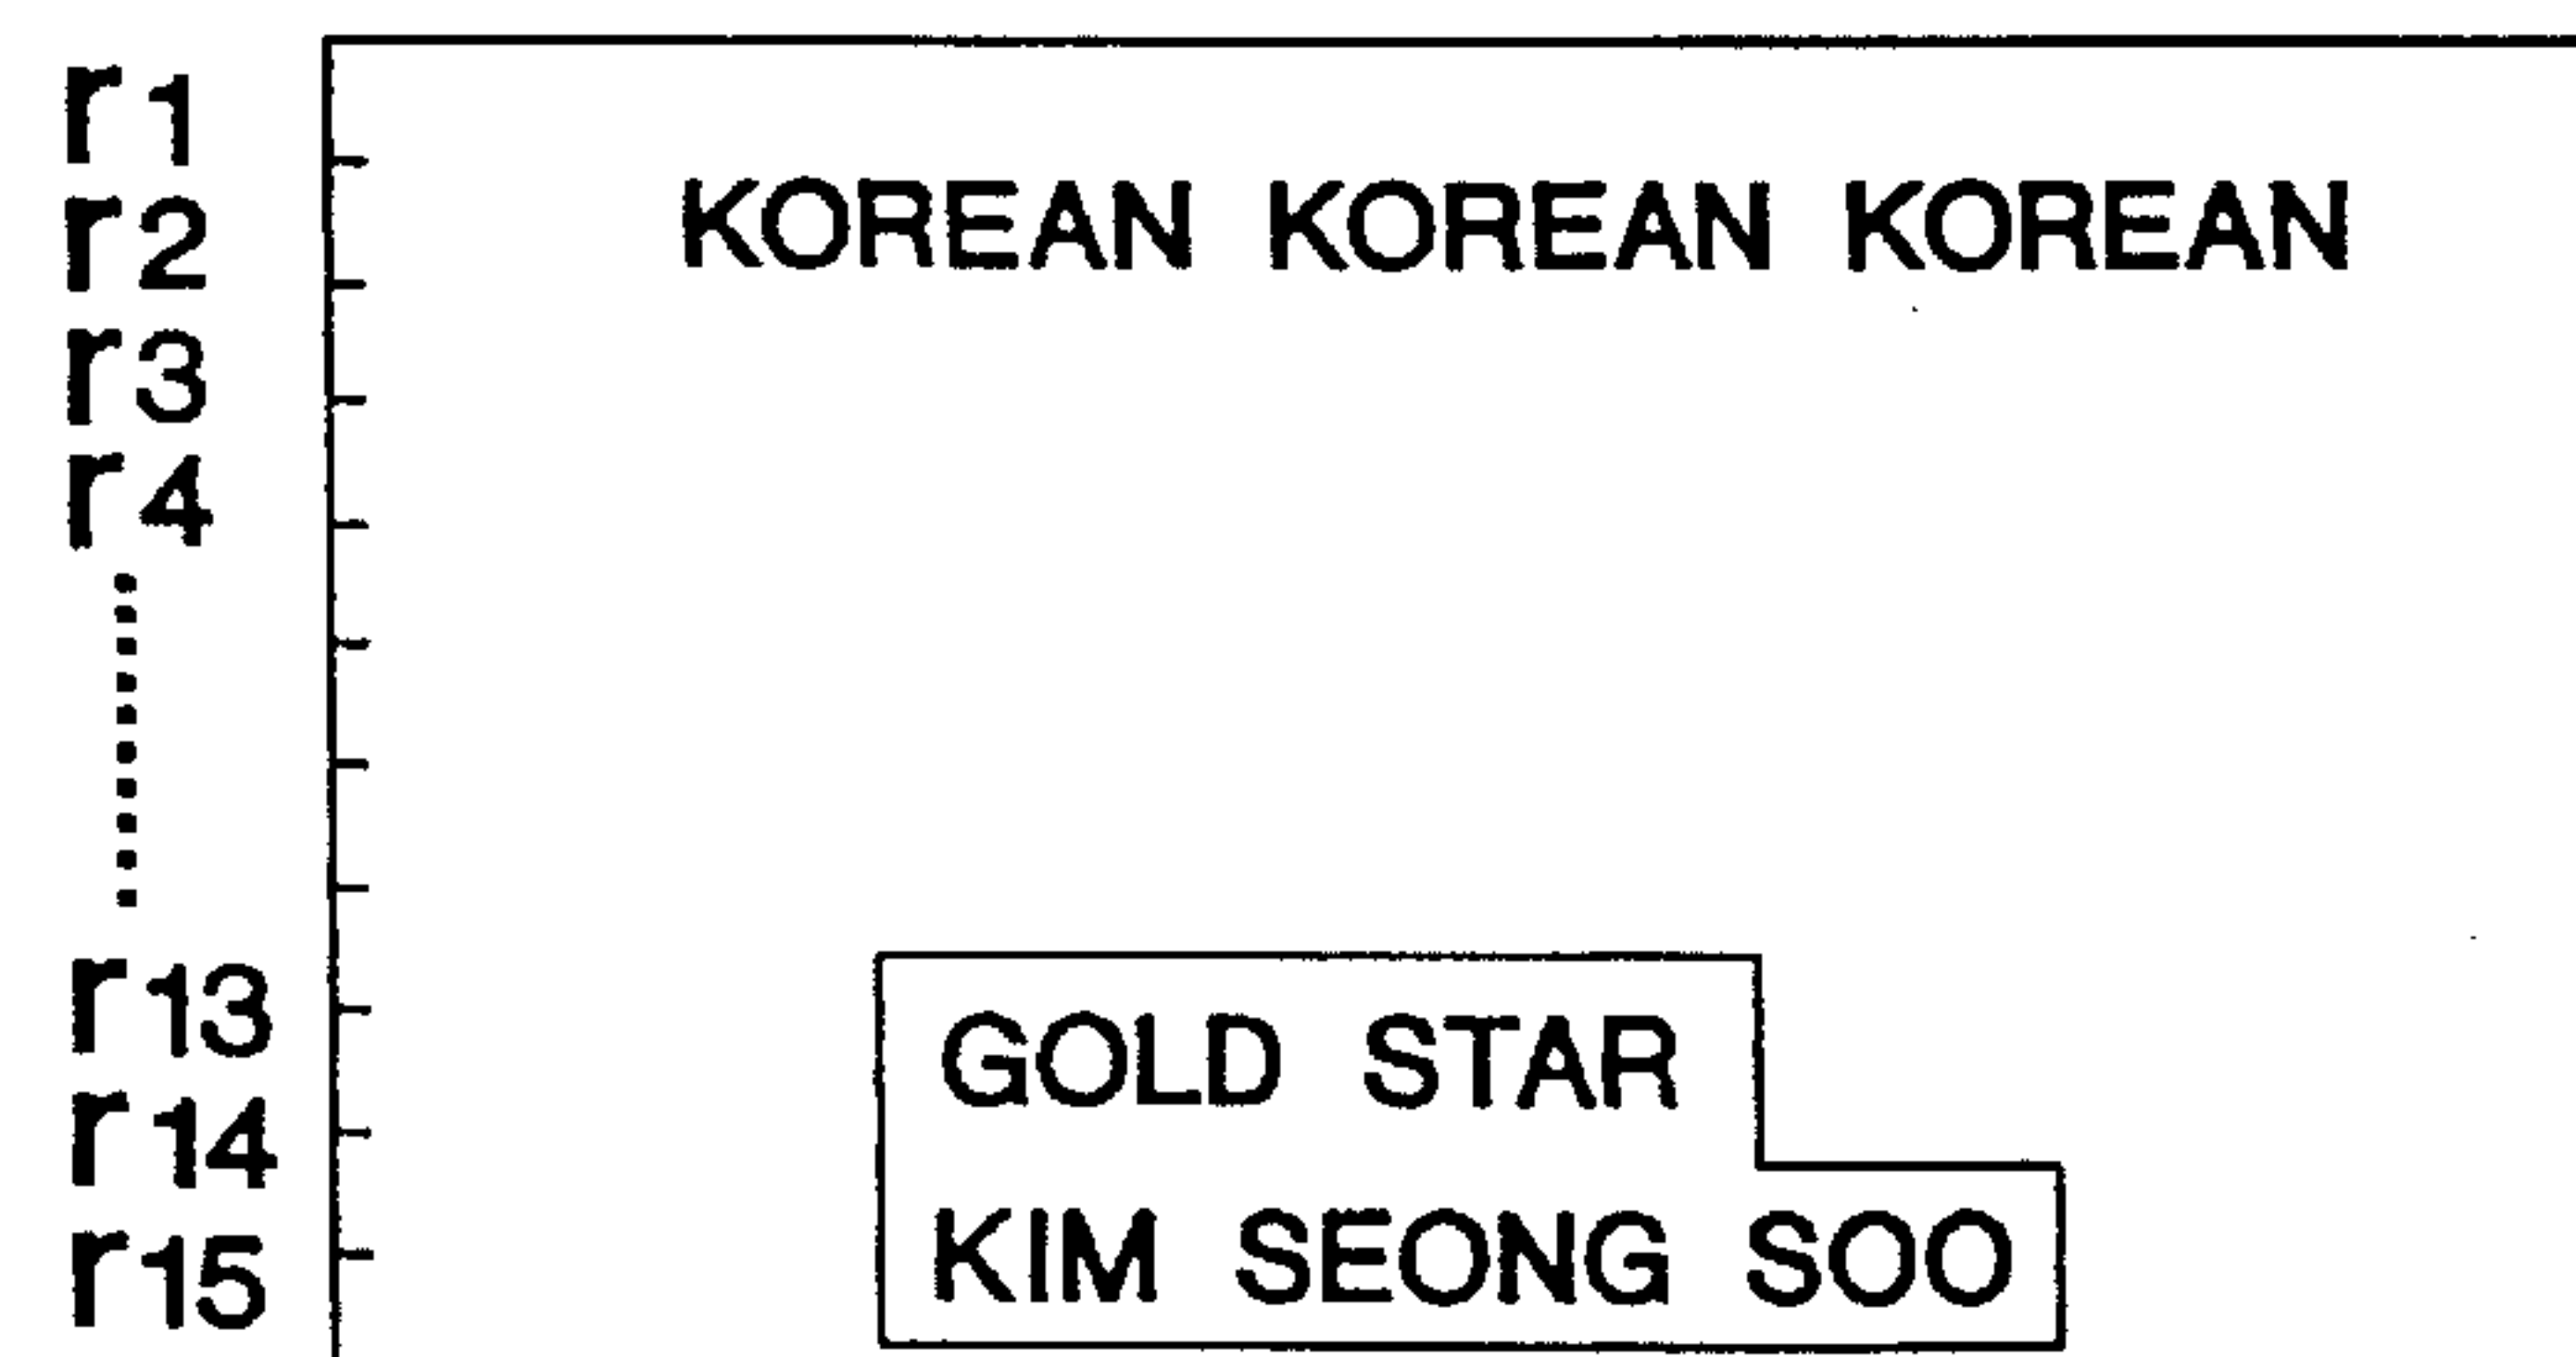 r1
r2 KOREAN KOREAN KOREAN
r3
r4
r13
GOLD STAR
r14
r15 KIM SEONG SOO